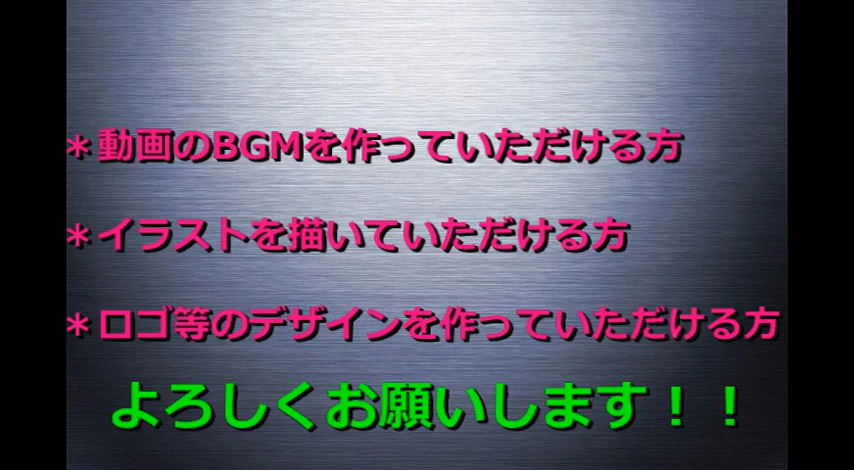 ＊動画のBGMを作っていただける方
＊イラストを描いていただける方
＊ロゴ等のデザインを作っていただける方
よろしくお願いします！！